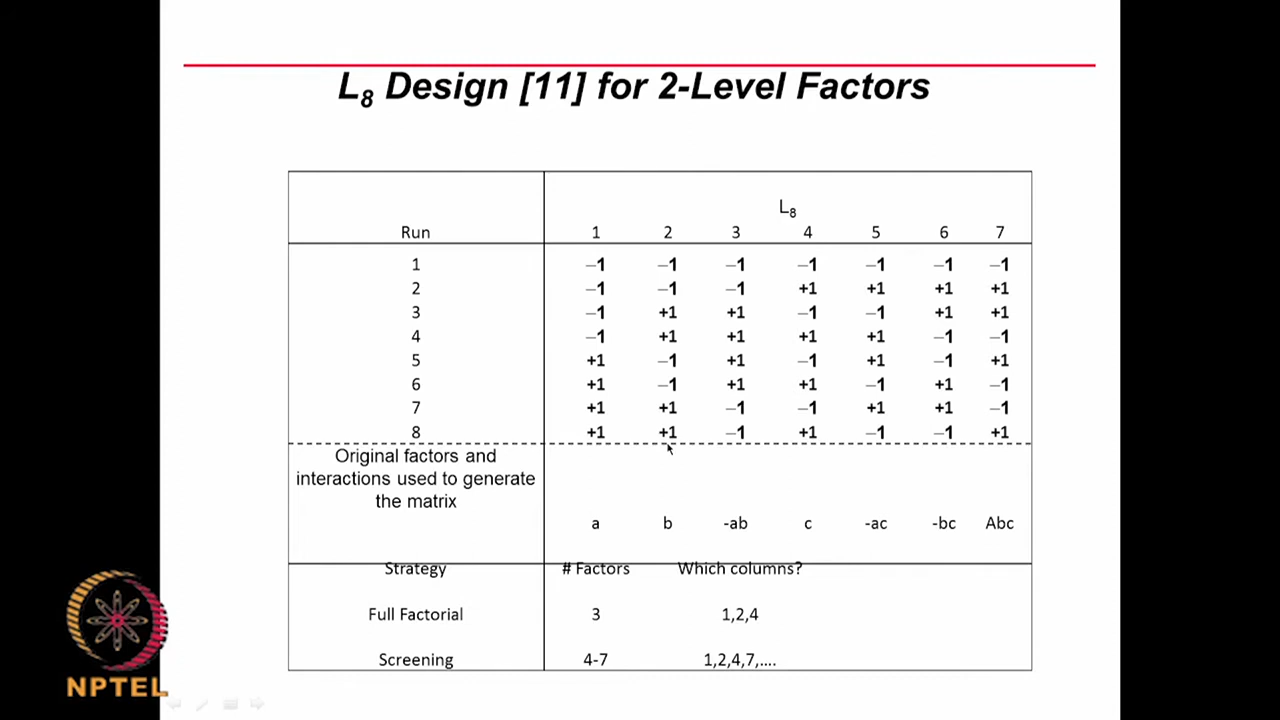 L8 Design [11] for 2-Level Factors
L8
Run 1 2 3 4 5 6 7
1 –1 –1 –1 –1 –1 –1 –1
2 –1 –1 –1 +1 +1 +1 +1
3 –1 +1 +1 –1 –1 +1 +1
4 –1 +1 +1 +1 +1 –1 –1
5 +1 –1 +1 –1 +1 –1 +1
6 +1 –1 +1 +1 –1 +1 –1
7 +1 +1 –1 –1 +1 +1 –1
8 +1 +1 –1 +1 –1 –1 +1
Original factors and
interactions used to generate
the matrix
a b -ab c -ac -bc Abc
Strategy # Factors Which columns?
Full Factorial 3 1,2,4
Screening 4-7 1,2,4,7,....
NPTEL